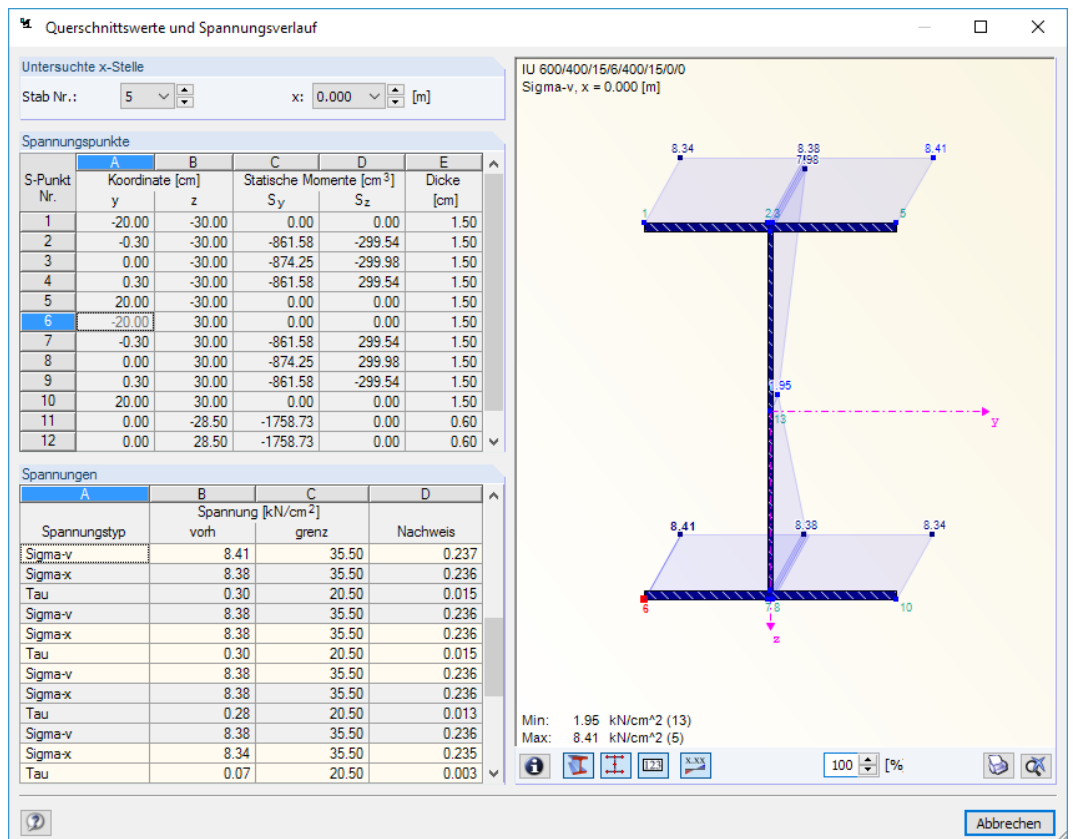 Querschnittswerte und Spannungsverlauf
Untersuchte x-Stelle
Stab Nr.: 5 x: 0.000 [m]
Spannungspunkte
A B C D E
S-Punkt Koordinate [cm] Statische Momente [cm³] Dicke
Nr. y z Sy Sz [cm]
1 -20.00 -30.00 0.00 0.00 1.50
2 -0.30 -30.00 -861.58 -299.54 1.50
3 0.00 -30.00 -874.25 -299.98 1.50
4 0.30 -30.00 -861.58 299.54 1.50
5 20.00 -30.00 0.00 0.00 1.50
6 -20.00 30.00 0.00 0.00 1.50
7 -0.30 30.00 -861.58 299.54 1.50
8 0.00 30.00 -874.25 299.98 1.50
9 0.30 30.00 -861.58 -299.54 1.50
10 20.00 30.00 0.00 0.00 1.50
11 0.00 -28.50 -1758.73 0.00 0.60
12 0.00 28.50 -1758.73 0.00 0.60
Spannungen
A B C D
Spannung [kN/cm²]
Spannungstyp vorh grenz Nachweis
Sigma-v 8.41 35.50 0.237
Sigma-x 8.38 35.50 0.236
Tau 0.30 20.50 0.015
Sigma-v 8.38 35.50 0.236
Sigma-x 8.38 35.50 0.236
Tau 0.30 20.50 0.015
Sigma-v 8.38 35.50 0.236
Sigma-x 8.38 35.50 0.236
Tau 0.28 20.50 0.013
Sigma-v 8.38 35.50 0.236
Sigma-x 8.34 35.50 0.235
Tau 0.07 20.50 0.003
IU 600/400/15/6/400/15/0/0
Sigma-v, x = 0.000 [m]
8.34 8.38 8.41
7.98
1 2 3 5
1.95
13
y
8.41 8.38 8.34
6 7 8 10
z
Min: 1.95 kN/cm^2 (13)
Max: 8.41 kN/cm^2 (5)
123 x.xx 100 [%
Abbrechen